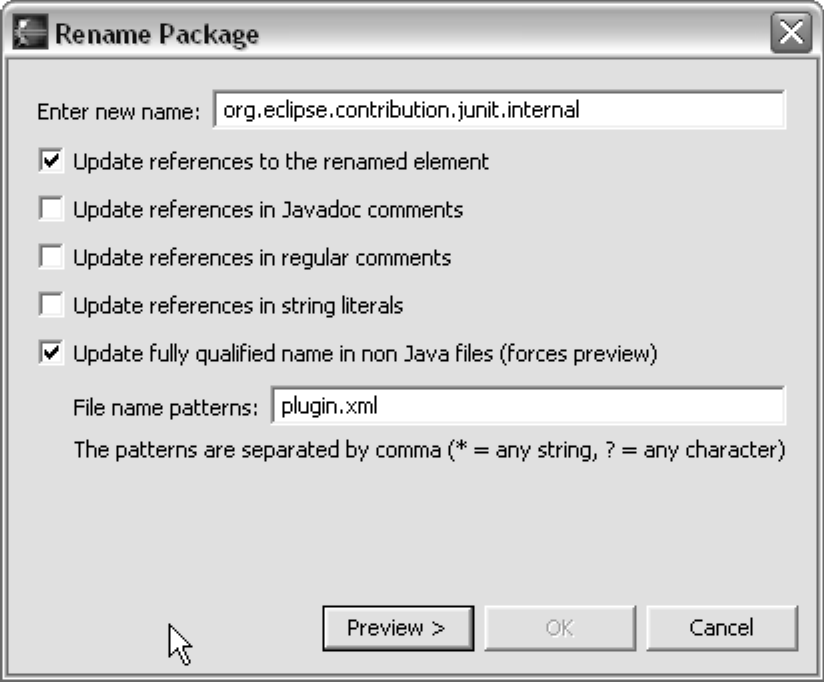 Rename Package
Enter new name: org.eclipse.contribution.junit.internal
Update references to the renamed element
Update references in Javadoc comments
Update references in regular comments
Update references in string literals
Update fully qualified name in non Java files (forces preview)
File name patterns: plugin.xml
The patterns are separated by comma (* = any string, ? = any character)
Preview > OK Cancel